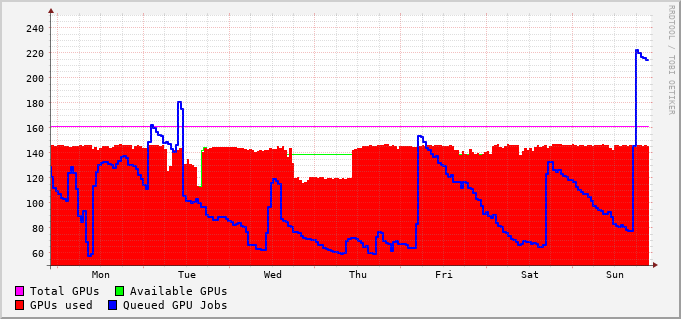 240
220
200
180
160
140
120
100
80
60
Mon Tue Wed Thu Fri Sat Sun
Total GPUs Available GPUs
GPUs used Queued GPU Jobs
RRDTOOL / TOBI OETIKER